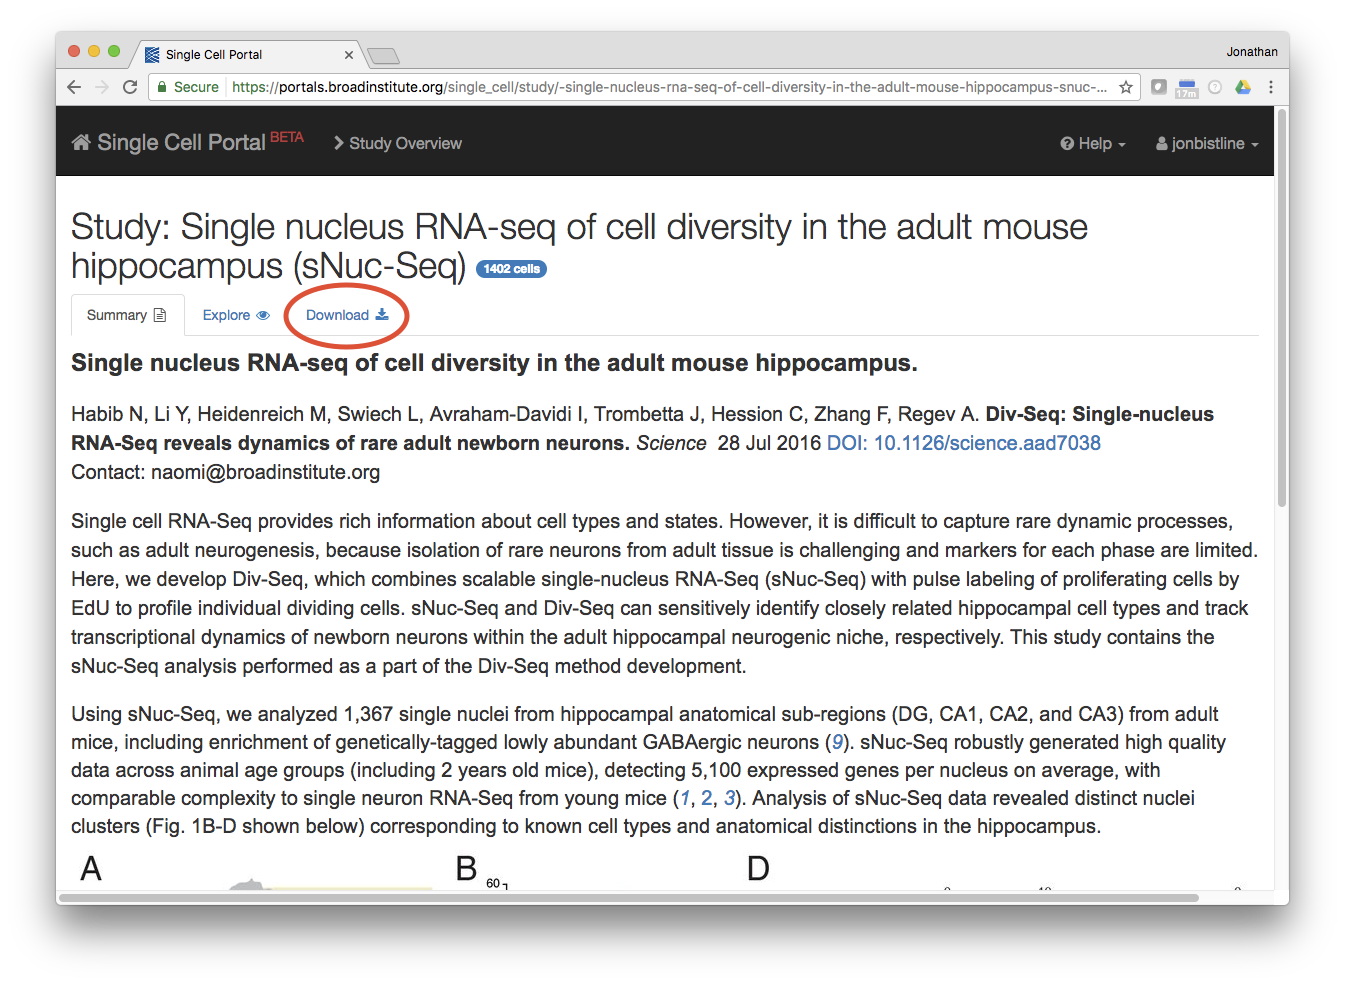 Single Cell Portal
Jonathan
Secure https://portals.broadinstitute.org/single_cell/study/-single-nucleus-rna-seq-of-cell-diversity-in-the-adult-mouse-hippocampus-snuc-...
17m
Single Cell Portal BETA Study Overview Help jonbistline
Study: Single nucleus RNA-seq of cell diversity in the adult mouse
hippocampus (sNuc-Seq) 1402 cells
Summary Explore Download
Single nucleus RNA-seq of cell diversity in the adult mouse hippocampus.
Habib N, Li Y, Heidenreich M, Swiech L, Avraham-Davidi I, Trombetta J, Hession C, Zhang F, Regev A. Div-Seq: Single-nucleus
RNA-Seq reveals dynamics of rare adult newborn neurons. Science 28 Jul 2016 DOI: 10.1126/science.aad7038
Contact: naomi@broadinstitute.org
Single cell RNA-Seq provides rich information about cell types and states. However, it is difficult to capture rare dynamic processes,
such as adult neurogenesis, because isolation of rare neurons from adult tissue is challenging and markers for each phase are limited.
Here, we develop Div-Seq, which combines scalable single-nucleus RNA-Seq (sNuc-Seq) with pulse labeling of proliferating cells by
EdU to profile individual dividing cells. sNuc-Seq and Div-Seq can sensitively identify closely related hippocampal cell types and track
transcriptional dynamics of newborn neurons within the adult hippocampal neurogenic niche, respectively. This study contains the
sNuc-Seq analysis performed as a part of the Div-Seq method development.
Using sNuc-Seq, we analyzed 1,367 single nuclei from hippocampal anatomical sub-regions (DG, CA1, CA2, and CA3) from adult
mice, including enrichment of genetically-tagged lowly abundant GABAergic neurons (9). sNuc-Seq robustly generated high quality
data across animal age groups (including 2 years old mice), detecting 5,100 expressed genes per nucleus on average, with
comparable complexity to single neuron RNA-Seq from young mice (1, 2, 3). Analysis of sNuc-Seq data revealed distinct nuclei
clusters (Fig. 1B-D shown below) corresponding to known cell types and anatomical distinctions in the hippocampus.
A B D
60